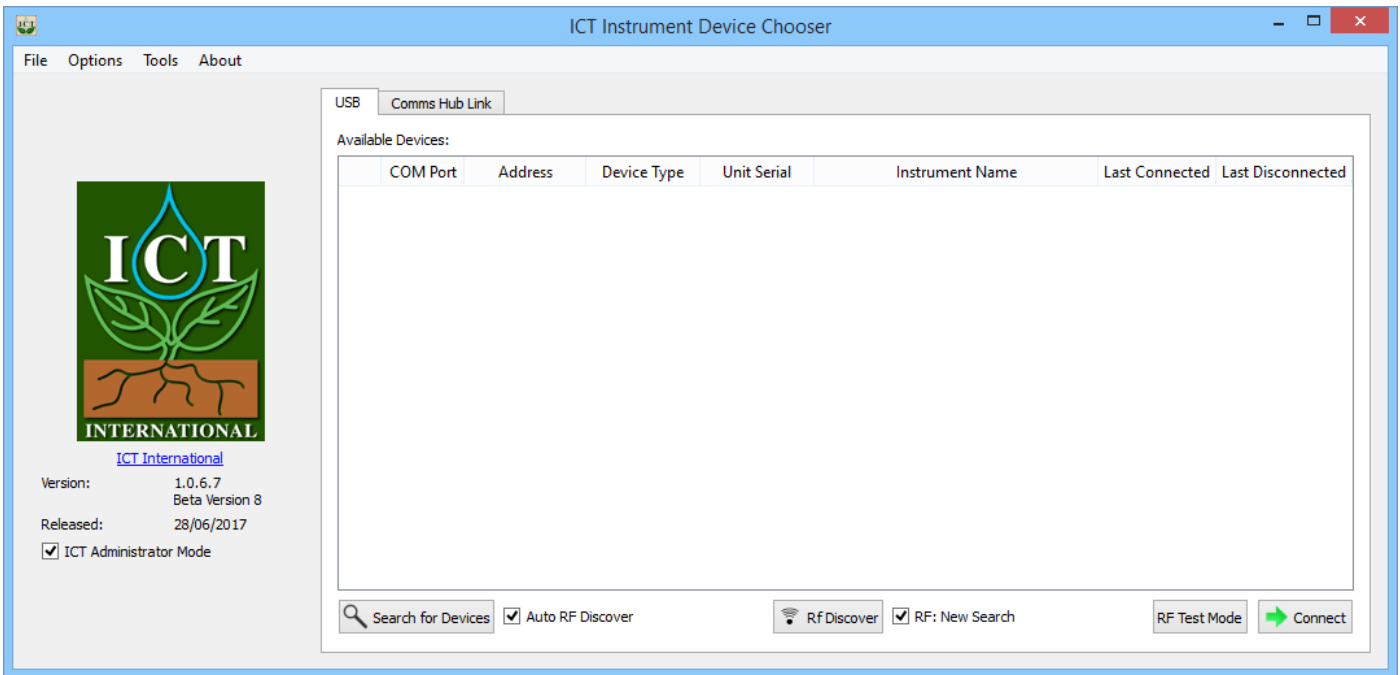 ICT Instrument Device Chooser
File Options Tools About
USB Comms Hub Link
Available Devices:
COM Port Address Device Type Unit Serial Instrument Name Last Connected Last Disconnected
ICT
INTERNATIONAL
ICT International
Version: 1.0.6.7
Beta Version 8
Released: 28/06/2017
ICT Administrator Mode
Search for Devices Auto RF Discover Rf Discover RF: New Search RF Test Mode Connect